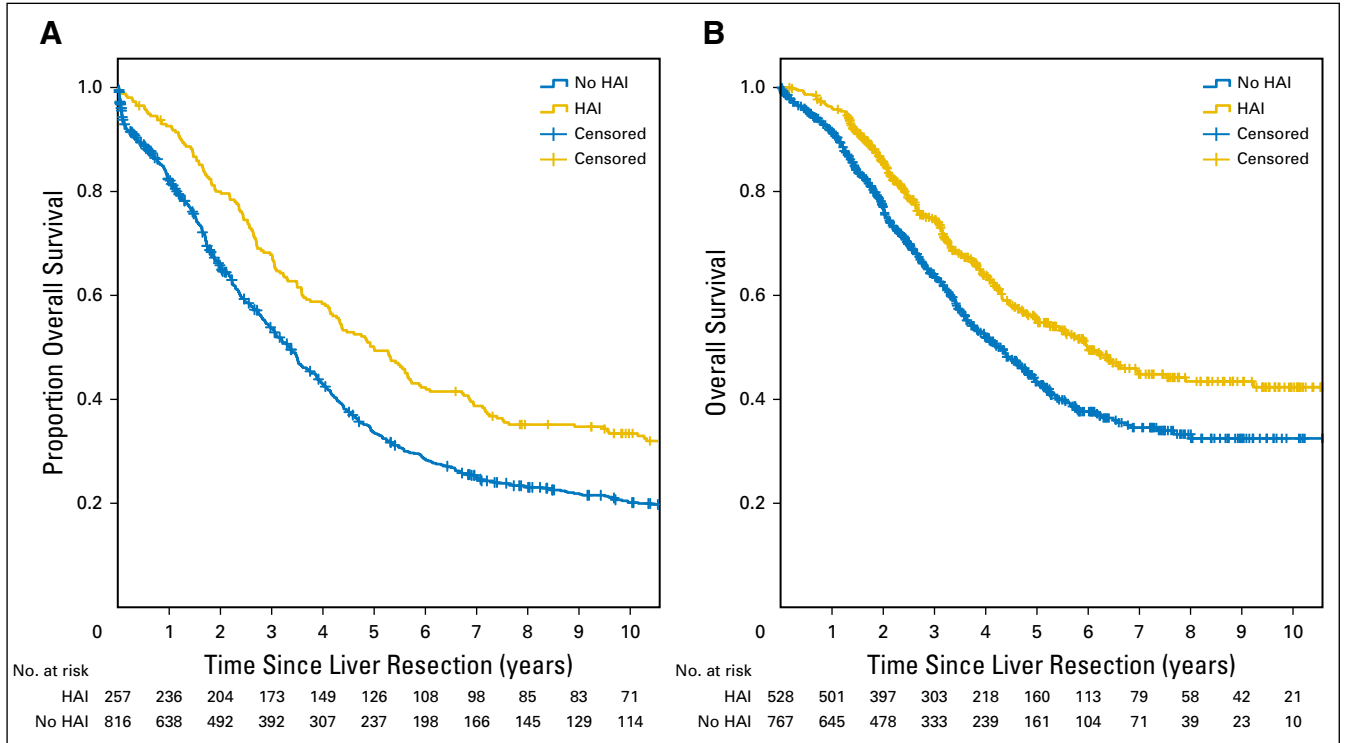 A
Proportion Overall Survival
1.0
0.8
0.6
0.4
0.2
0
1 2 3 4 5 6 7 8 9 10
No HAI
HAI
Censored
Censored
Time Since Liver Resection (years)
No. at risk
HAI 257 236 204 173 149 126 108 98 85 83 71
No HAI 816 638 492 392 307 237 198 166 145 129 114
B
Overall Survival
1.0
0.8
0.6
0.4
0.2
0
1 2 3 4 5 6 7 8 9 10
No HAI
HAI
Censored
Censored
Time Since Liver Resection (years)
No. at risk
HAI 528 501 397 303 218 160 113 79 58 42 21
No HAI 767 645 478 333 239 161 104 71 39 23 10